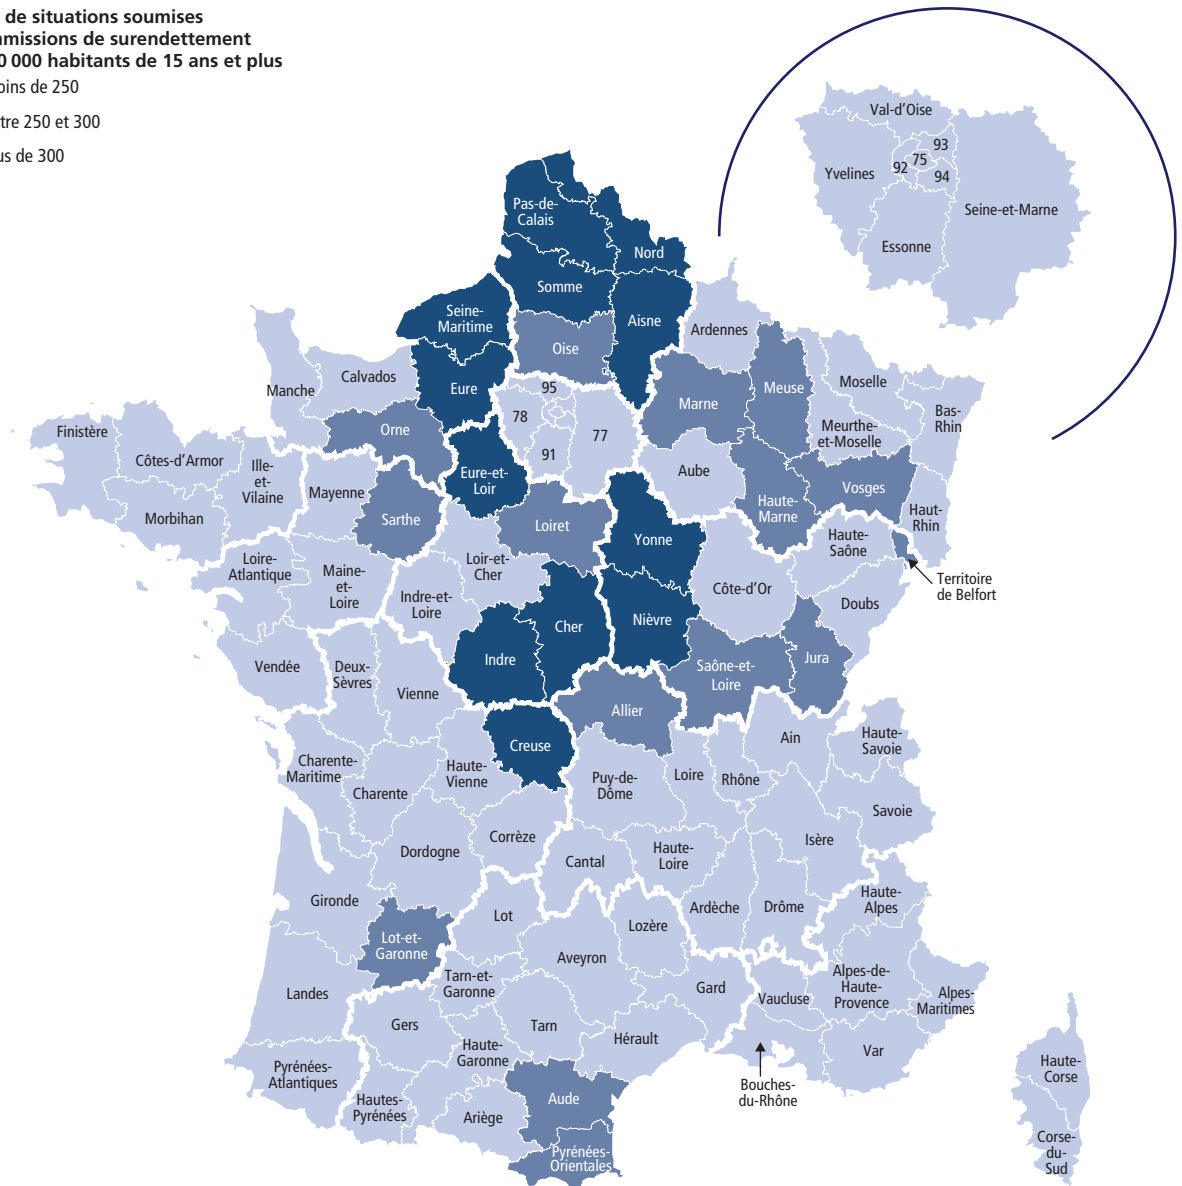 de situations soumises
de surendettement
000 habitants de 15 ans et plus
de 250
250 et 300
de 300
Val-d'Oise
93
75
92
94
Yvelines
Seine-et-Marne
Essonne
Pas-de-
Calais
Nord
Somme
Seine-
Maritime
Aisne
Ardennes
Oise
Eure
Calvados
Manche
95
78
77
91
Marne
Meuse
Moselle
Meurthe-
et-Moselle
Bas-
Rhin
Orne
Finistère
Côtes-d'Armor
Ille-
et-
Vilaine
Morbihan
Mayenne
Sarthe
Eure-et-
Loir
Aube
Haute-
Marne
Vosges
Haut-
Rhin
Loiret
Yonne
Haute-
Saône
Territoire
de Belfort
Loire-
Atlantique
Maine-
et-
Loire
Loir-et-
Cher
Indre-et-
Loire
Côte-d'Or
Doubs
Cher
Nièvre
Indre
Vendée
Deux-
Sèvres
Vienne
Saône-et-
Loire
Jura
Allier
Creuse
Ain
Haute-
Savoie
Charente-
Maritime
Charente
Haute-
Vienne
Puy-de-
Dôme
Loire
Rhône
Savoie
Isère
Corrèze
Dordogne
Cantal
Haute-
Loire
Gironde
Lot
Ardèche
Drôme
Haute-
Alpes
Lot-et-
Garonne
Lozère
Aveyron
Landes
Tarn-et-
Garonne
Gard
Vaucluse
Alpes-de-
Haute-
Provence
Alpes-
Maritimes
Gers
Tarn
Hérault
Haute-
Garonne
Var
Bouches-
du-Rhône
Pyrénées-
Atlantiques
Hautes-
Pyrénées
Ariège
Aude
Pyrénées-
Orientales
Haute-
Corse
Corse-
du-
Sud